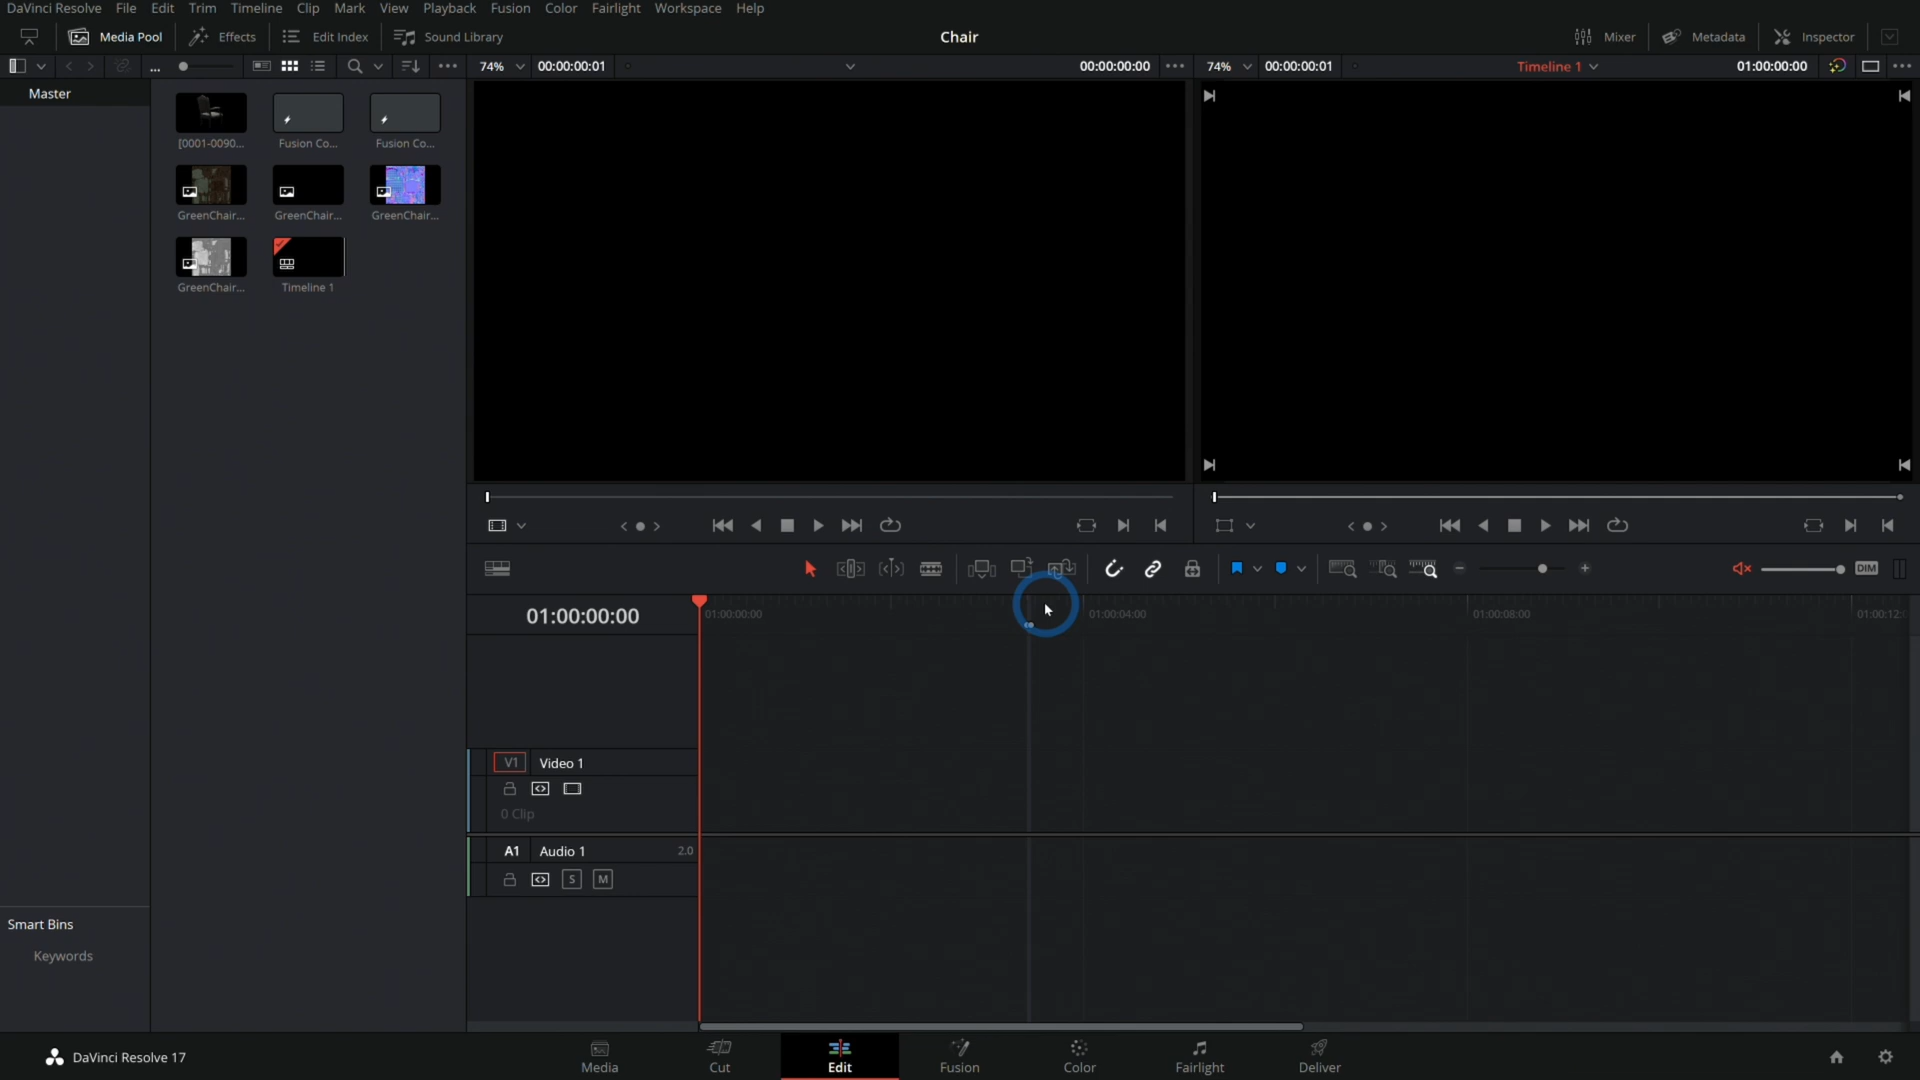 DaVinci Resolve File Edit Trim Timeline Clip Mark View Playback Fusion Color Fairlight Workspace Help
Media Pool Effects Edit Index Sound Library Chair Mixer Metadata Inspector
... 74% 00:00:00:01 00:00:00:00 74% 00:00:00:01 Timeline 1 01:00:00:00
Master
[0001-0090... Fusion Co... Fusion Co...
GreenChair... GreenChair... GreenChair...
GreenChair... Timeline 1
DIM
01:00:00:00 01:00:00:00 01:00:04:00 01:00:08:00 01:00:12:
V1 Video 1
0 Clip
A1 Audio 1 2.0
S M
Smart Bins
Keywords
DaVinci Resolve 17 Media Cut Edit Fusion Color Fairlight Deliver